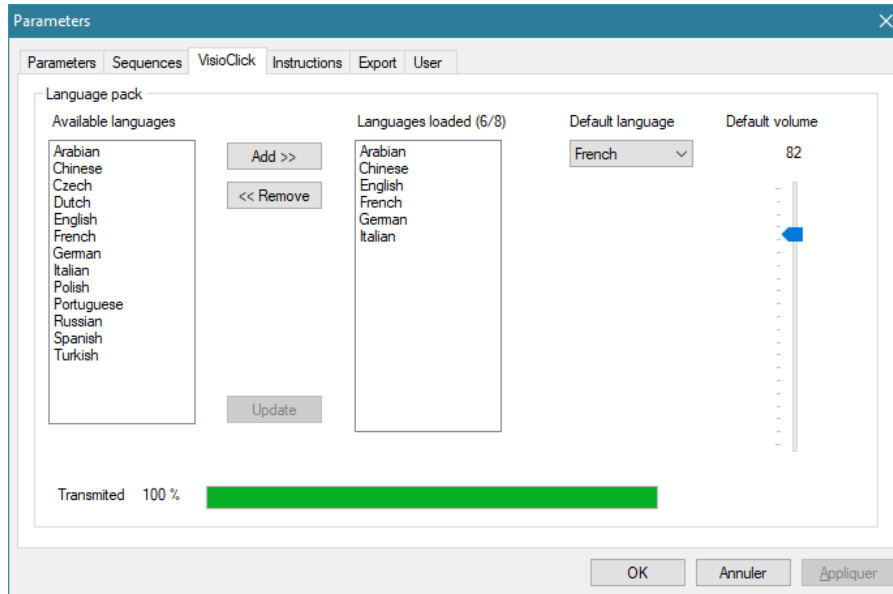 Parameters
Parameters Sequences VisioClick Instructions Export User
Language pack
Available languages
Arabian
Chinese
Czech
Dutch
English
French
German
Italian
Polish
Portuguese
Russian
Spanish
Turkish
Add >>
<< Remove
Update
Languages loaded (6/8)
Arabian
Chinese
English
French
German
Italian
Default language
French
Default volume
82
Transmited 100 %
OK Annuler Appliquer